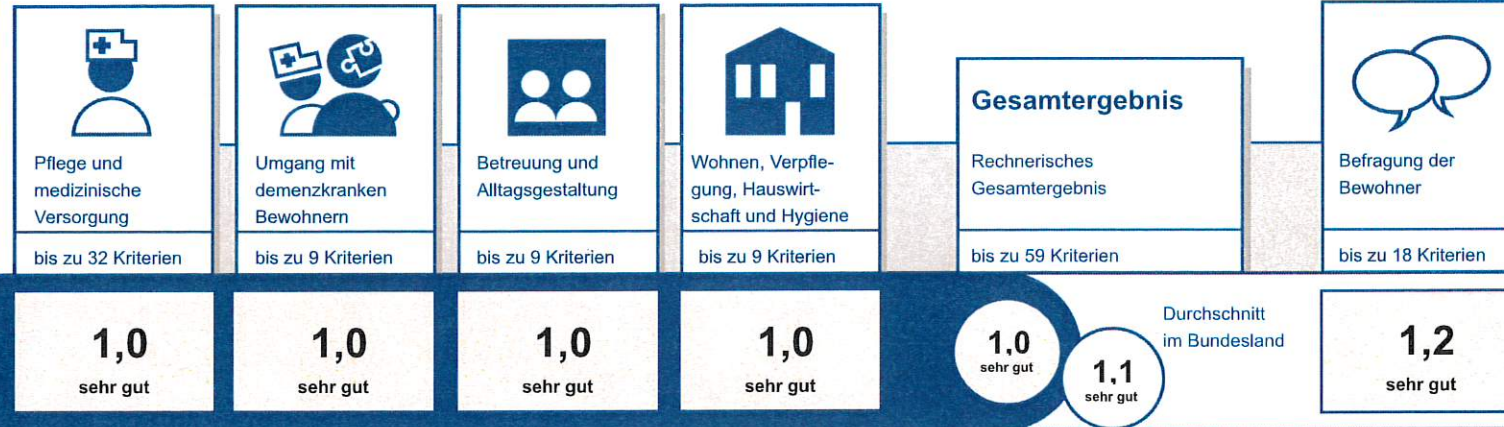 Pflege und
medizinische
Versorgung
bis zu 32 Kriterien
1,0
sehr gut
Umgang mit
demenzkranken
Bewohnern
bis zu 9 Kriterien
1,0
sehr gut
Betreuung und
Alltagsgestaltung
bis zu 9 Kriterien
1,0
sehr gut
Wohnen, Verpfle-
gung, Hauswirt-
schaft und Hygiene
bis zu 9 Kriterien
1,0
sehr gut
Gesamtergebnis
Rechnerisches
Gesamtergebnis
bis zu 59 Kriterien
1,0
sehr gut
Durchschnitt
im Bundesland
1,1
sehr gut
Befragung der
Bewohner
bis zu 18 Kriterien
1,2
sehr gut